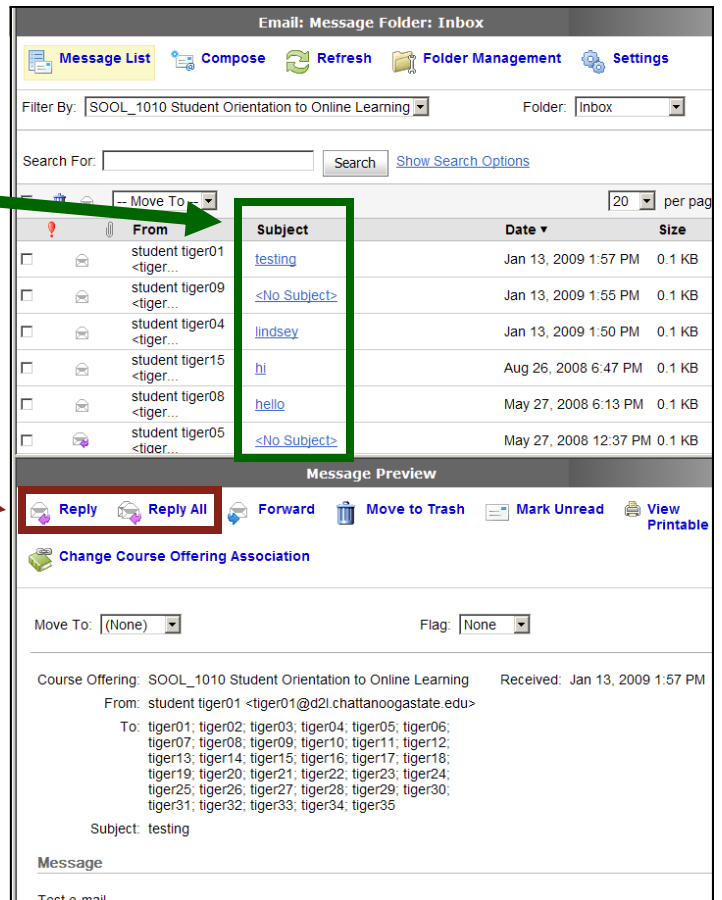 Email: Message Folder: Inbox
Message List Compose Refresh Folder Management Settings
Filter By: SOOL_1010 Student Orientation to Online Learning Folder: Inbox
Search For: Search Show Search Options
-- Move To -- 20 per pag
From Subject Date Size
student tiger01 <tiger... testing Jan 13, 2009 1:57 PM 0.1 KB
student tiger09 <tiger... <No Subject> Jan 13, 2009 1:55 PM 0.1 KB
student tiger04 <tiger... lindsey Jan 13, 2009 1:50 PM 0.1 KB
student tiger15 <tiger... hi Aug 26, 2008 6:47 PM 0.1 KB
student tiger08 <tiger... hello May 27, 2008 6:13 PM 0.1 KB
student tiger05 <tiger... <No Subject> May 27, 2008 12:37 PM 0.1 KB
Message Preview
Reply Reply All Forward Move to Trash Mark Unread View Printable
Change Course Offering Association
Move To: (None) Flag: None
Course Offering: SOOL_1010 Student Orientation to Online Learning Received: Jan 13, 2009 1:57 PM
From: student tiger01 <tiger01@d2l.chattanoogastate.edu>
To: tiger01; tiger02; tiger03; tiger04; tiger05; tiger06;
tiger07; tiger08; tiger09; tiger10; tiger11; tiger12;
tiger13; tiger14; tiger15; tiger16; tiger17; tiger18;
tiger19; tiger20; tiger21; tiger22; tiger23; tiger24;
tiger25; tiger26; tiger27; tiger28; tiger29; tiger30;
tiger31; tiger32; tiger33; tiger34; tiger35
Subject: testing
Message
Test e-mail